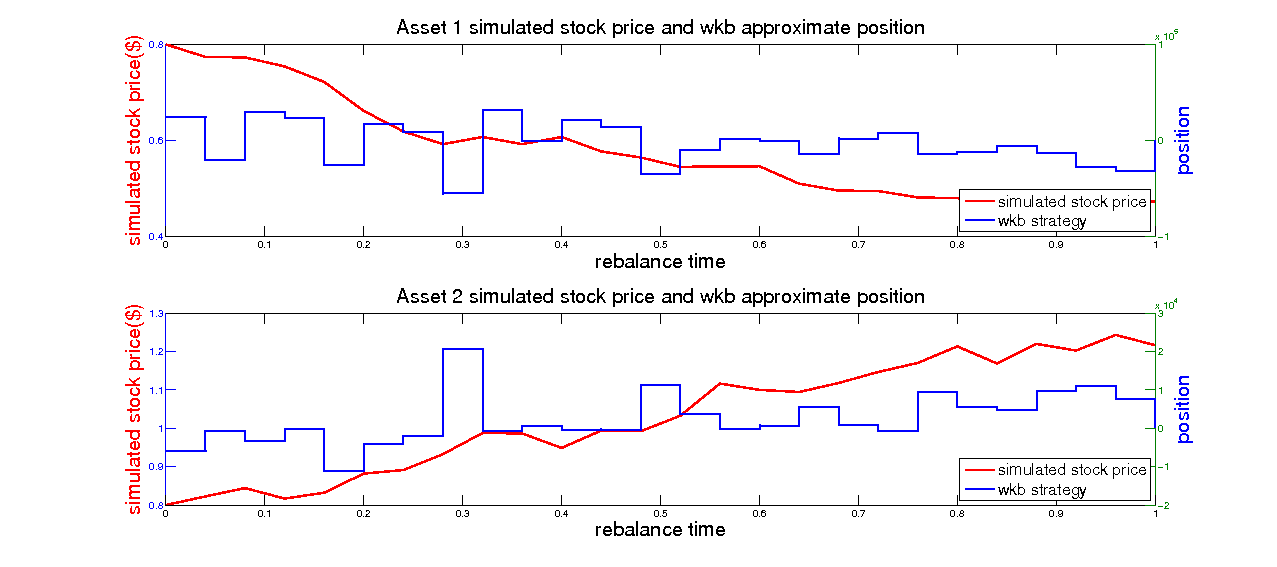 Asset 1 simulated stock price and wkb approximate position
simulated stock price($)
0.8
0.6
0.4
x 10^5
1
0
-1
position
simulated stock price
wkb strategy
0 0.1 0.2 0.3 0.4 0.5 0.6 0.7 0.8 0.9 1
rebalance time
Asset 2 simulated stock price and wkb approximate position
simulated stock price($)
1.3
1.2
1.1
1
0.9
0.8
x 10^4
3
2
1
0
-1
-2
position
simulated stock price
wkb strategy
0 0.1 0.2 0.3 0.4 0.5 0.6 0.7 0.8 0.9 1
rebalance time